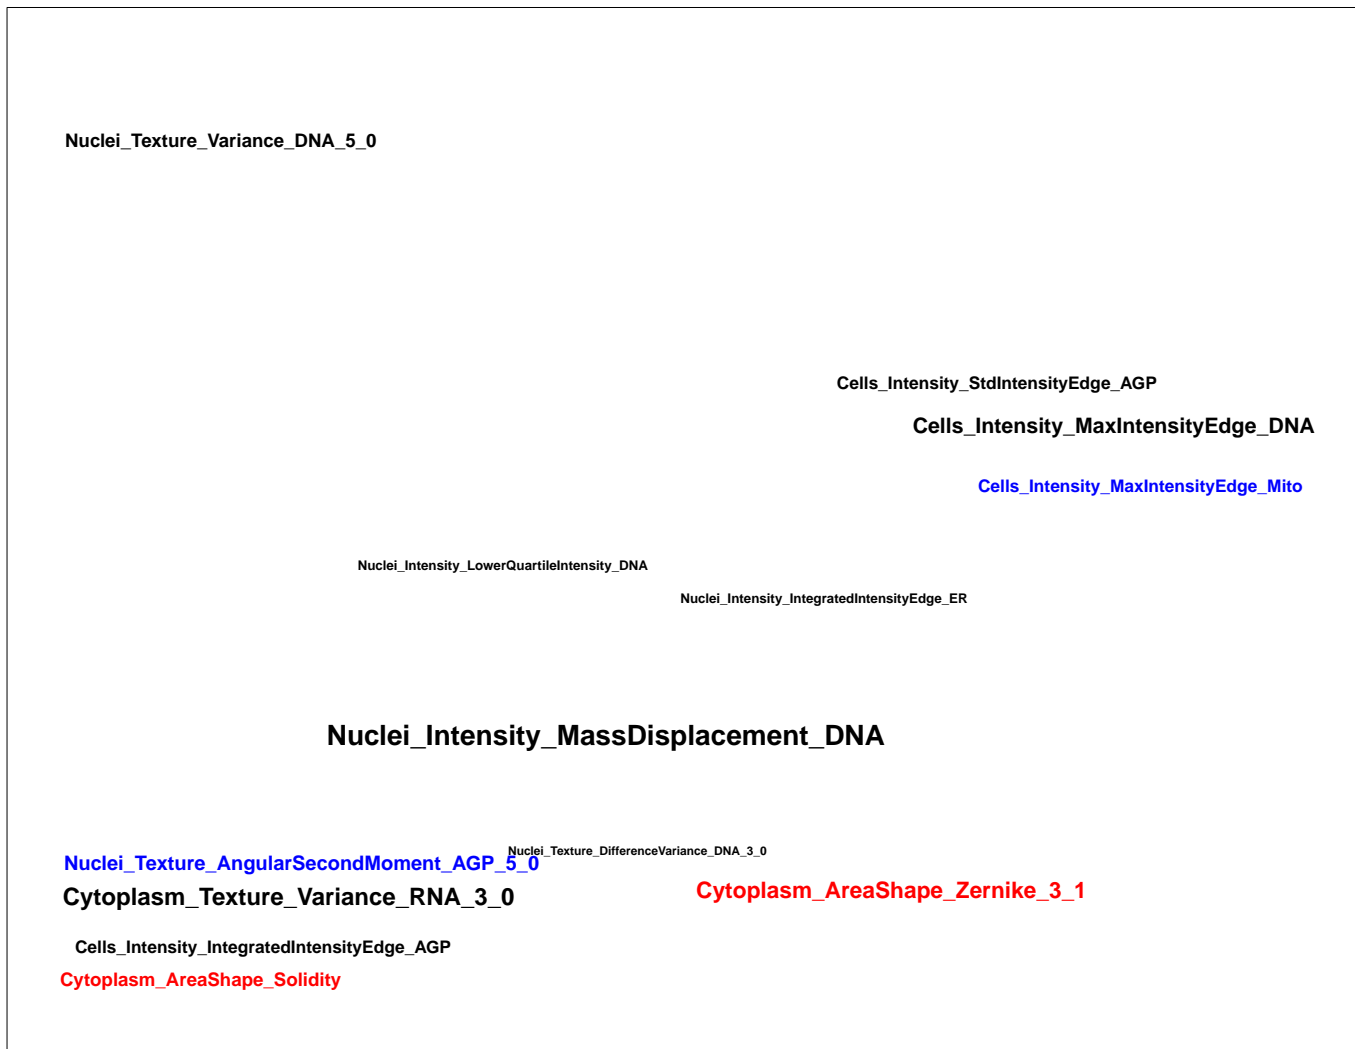 Nuclei_Texture_Variance_DNA_5_0
Cells_Intensity_StdIntensityEdge_AGP
Cells_Intensity_MaxIntensityEdge_DNA
Cells_Intensity_MaxIntensityEdge_Mito
Nuclei_Intensity_LowerQuartileIntensity_DNA
Nuclei_Intensity_IntegratedIntensityEdge_ER
Nuclei_Intensity_MassDisplacement_DNA
Nuclei_Texture_DifferenceVariance_DNA_3_0
Nuclei_Texture_AngularSecondMoment_AGP_5_0
Cytoplasm_Texture_Variance_RNA_3_0
Cytoplasm_AreaShape_Zernike_3_1
Cells_Intensity_IntegratedIntensityEdge_AGP
Cytoplasm_AreaShape_Solidity